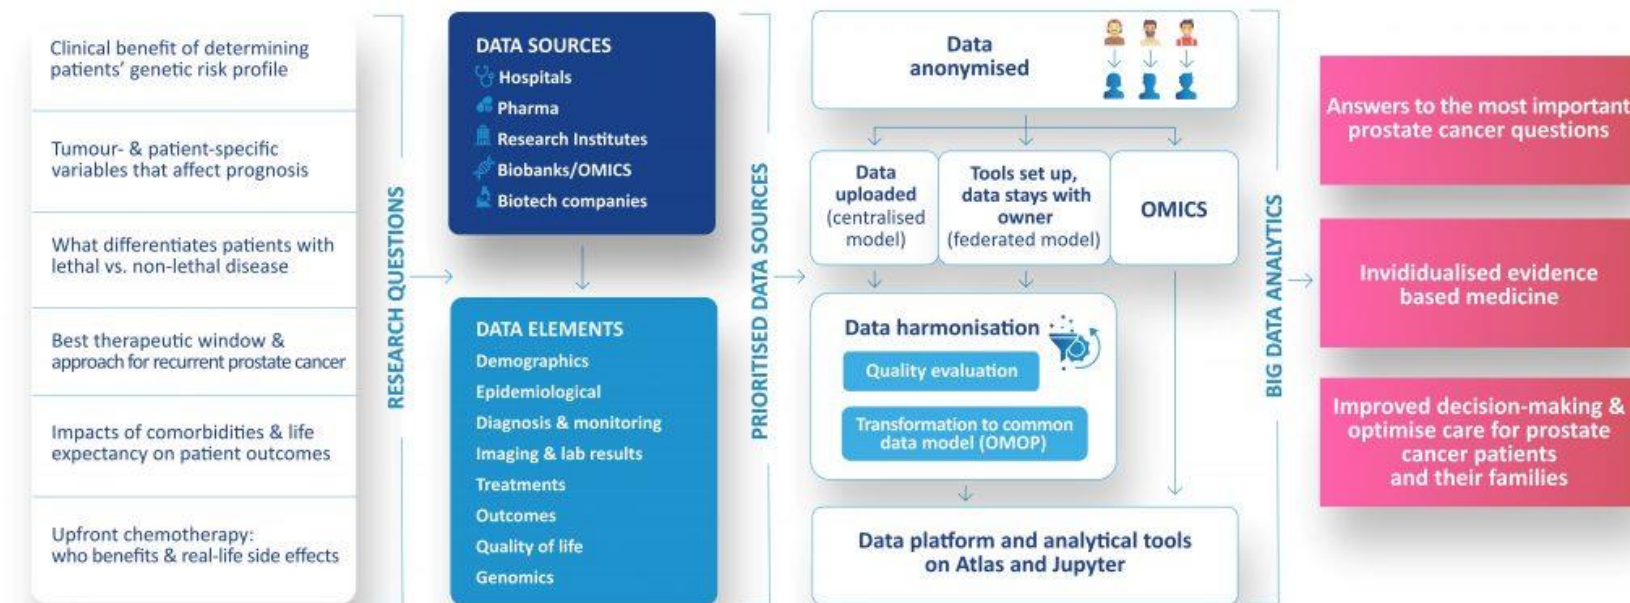 Clinical benefit of determining
patients' genetic risk profile
Tumour- & patient-specific
variables that affect prognosis
What differentiates patients with
lethal vs. non-lethal disease
Best therapeutic window &
approach for recurrent prostate cancer
Impacts of comorbidities & life
expectancy on patient outcomes
Upfront chemotherapy:
who benefits & real-life side effects
RESEARCH QUESTIONS
DATA SOURCES
Hospitals
Pharma
Research Institutes
Biobanks/OMICS
Biotech companies
DATA ELEMENTS
Demographics
Epidemiological
Diagnosis & monitoring
Imaging & lab results
Treatments
Outcomes
Quality of life
Genomics
PRIORITISED DATA SOURCES
Data
anonymised
Data
uploaded
(centralised
model)
Tools set up,
data stays with
owner
(federated model)
OMICS
Data harmonisation
Quality evaluation
Transformation to common
data model (OMOP)
Data platform and analytical tools
on Atlas and Jupyter
BIG DATA ANALYTICS
Answers to the most important
prostate cancer questions
Invididualised evidence
based medicine
Improved decision-making &
optimise care for prostate
cancer patients
and their families